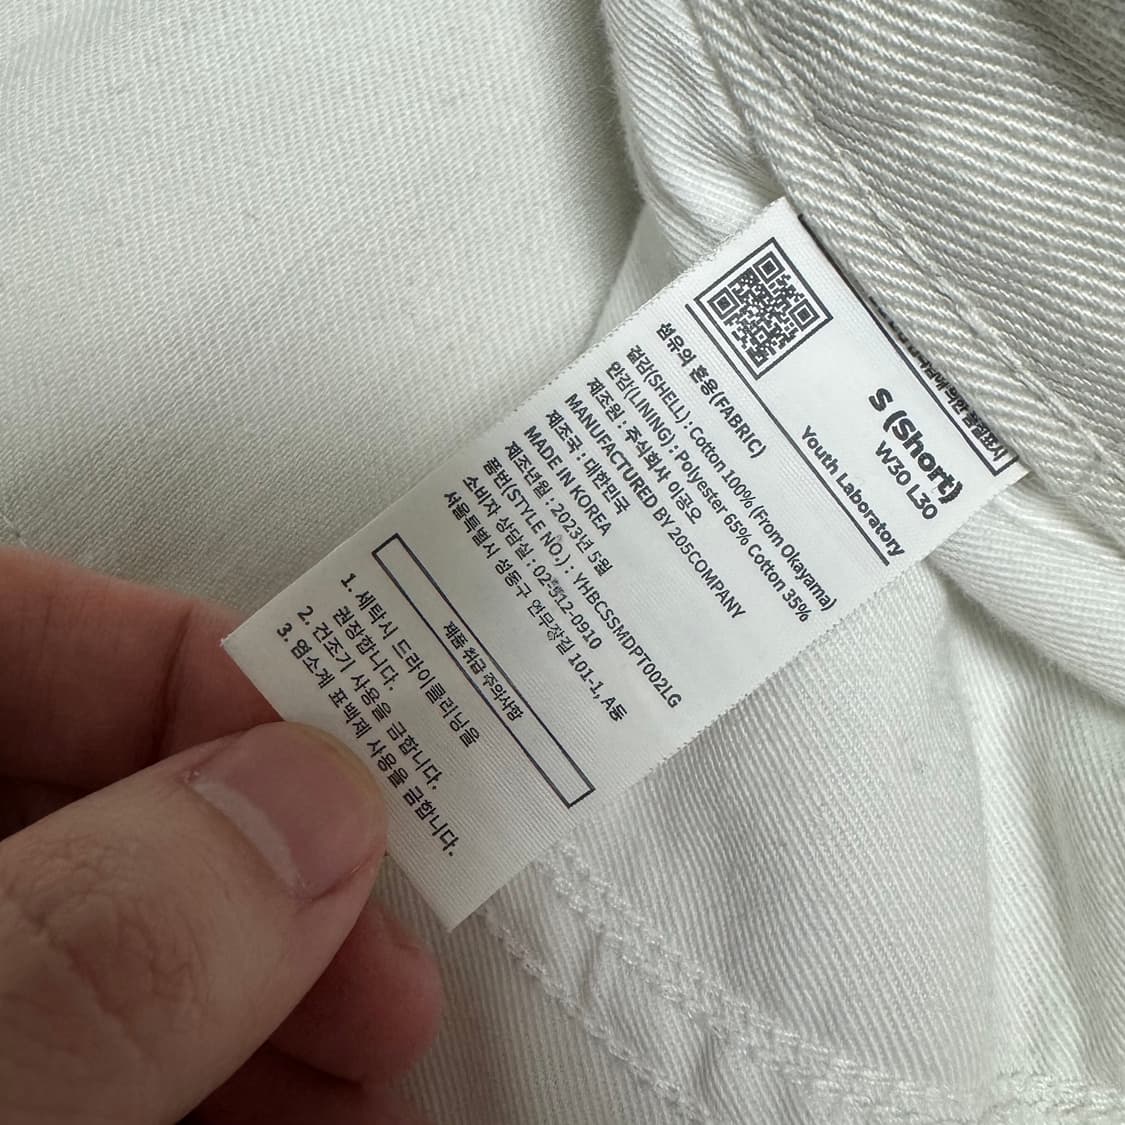 의한 품질표시
S (Short)
W30 L30
Youth Laboratory
섬유의 혼용(FABRIC)
겉감(SHELL) : Cotton 100% (From Okayama)
안감(LINING) : Polyester 65% Cotton 35%
제조원 : 주식회사 이공오
MANUFACTURED BY 205COMPANY
제조국 : 대한민국
MADE IN KOREA
제조년월 : 2023년 5월
품번(STYLE NO.) : YHBCSSMDPT002LG
소비자 상담실 : 02-512-0910
서울특별시 성동구 연무장길 101-1, A동
제품 취급 주의사항
1. 세탁시 드라이클리닝을
권장합니다.
2. 건조기 사용을 금합니다.
3. 염소계 표백제 사용을 금합니다.